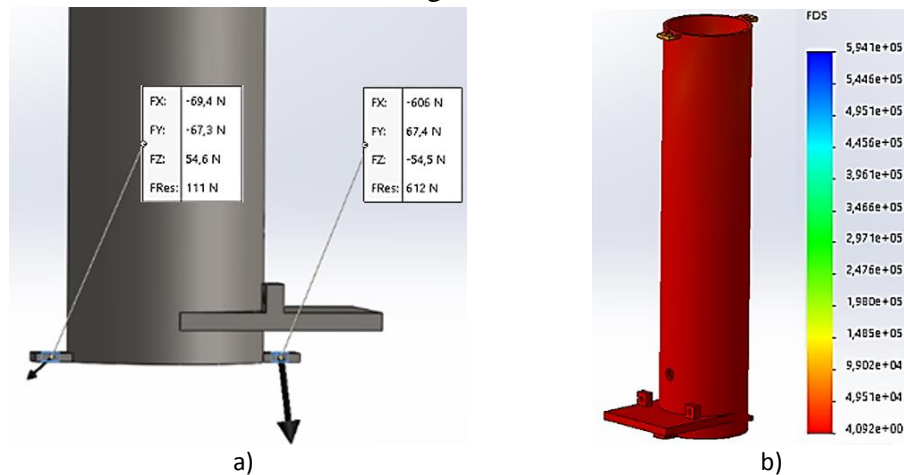 FX: -69,4 N
FY: -67,3 N
FZ: 54,6 N
FRes: 111 N
FX: -606 N
FY: 67,4 N
FZ: -54,5 N
FRes: 612 N
a)
FDS
5,941e+05
5,446e+05
4,951e+05
4,456e+05
3,961e+05
3,466e+05
2,971e+05
2,476e+05
1,980e+05
1,485e+05
9,902e+04
4,951e+04
4,092e+00
b)